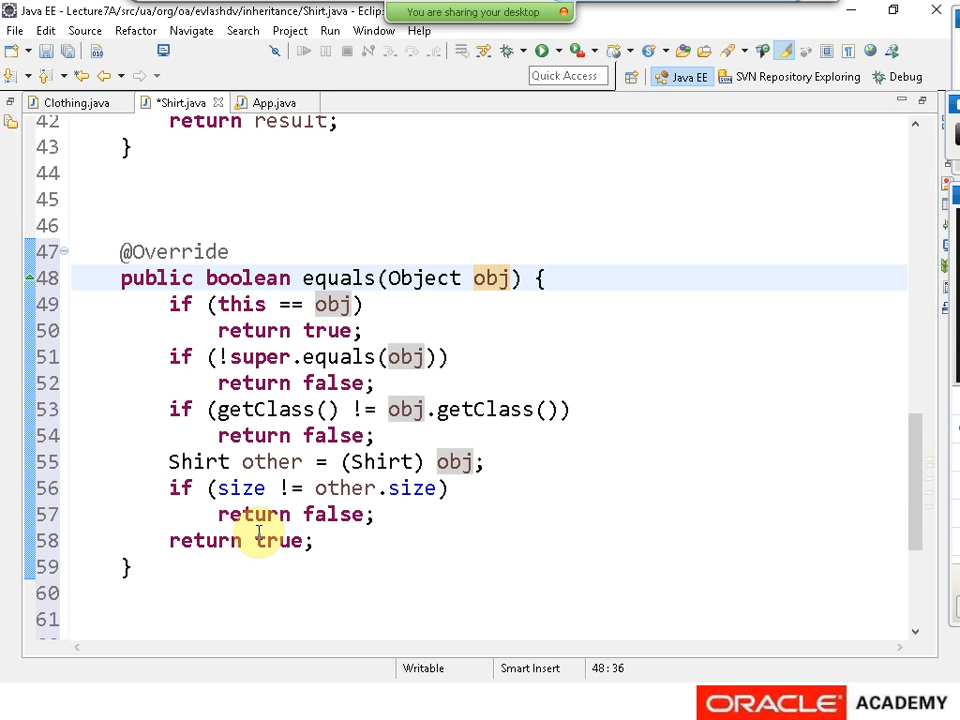 Java EE - Lecture7A/src/ua/org/oa/evlashdv/inheritance/Shirt.java - Eclip
You are sharing your desktop
File Edit Source Refactor Navigate Search Project Run Window Help
Quick Access Java EE SVN Repository Exploring Debug
Clothing.java *Shirt.java App.java
42 return result;
43 }
44
45
46
47 @Override
48 public boolean equals(Object obj) {
49 if (this == obj)
50 return true;
51 if (!super.equals(obj))
52 return false;
53 if (getClass() != obj.getClass())
54 return false;
55 Shirt other = (Shirt) obj;
56 if (size != other.size)
57 return false;
58 return true;
59 }
60
61
Writable Smart Insert 48 : 36
ORACLE ACADEMY